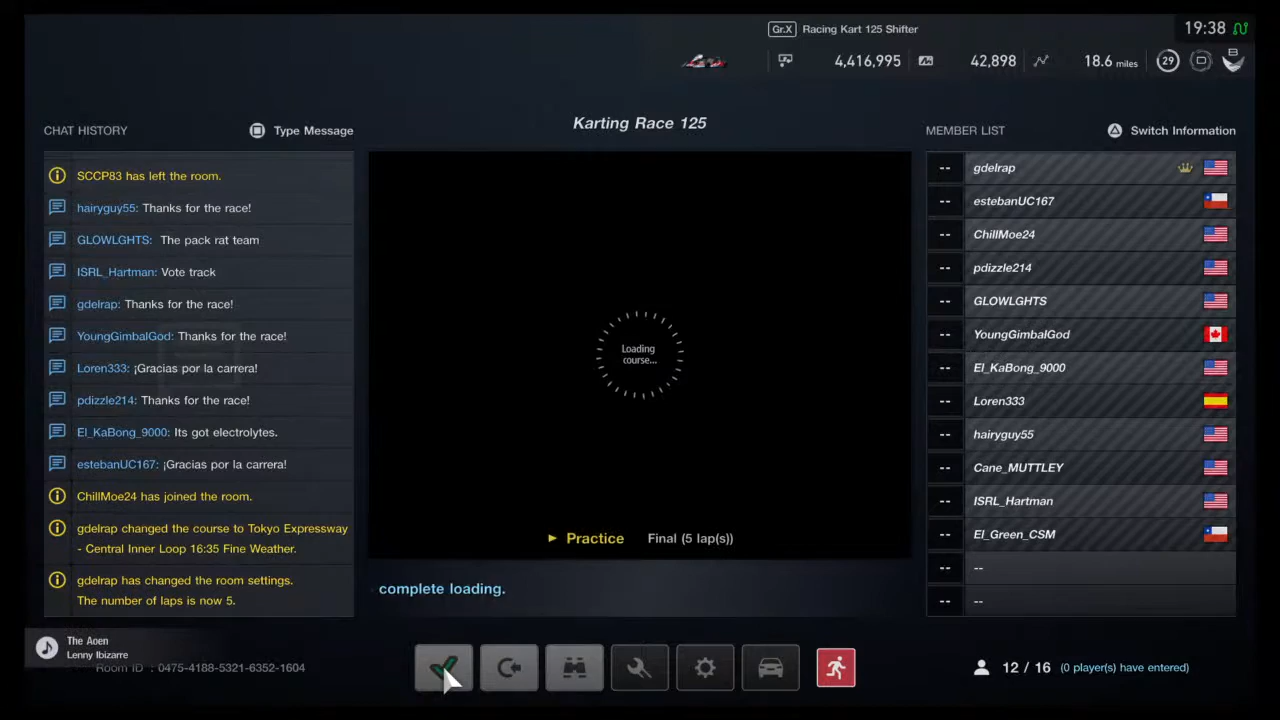 Gr.X Racing Kart 125 Shifter
19:38
4,416,995 42,898 18.6 miles 29 B
CHAT HISTORY Type Message
Karting Race 125
MEMBER LIST Switch Information
SCCP83 has left the room.
hairyguy55: Thanks for the race!
GLOWLGHTS: The pack rat team
ISRL_Hartman: Vote track
gdelrap: Thanks for the race!
YoungGimbalGod: Thanks for the race!
Loren333: ¡Gracias por la carrera!
pdizzle214: Thanks for the race!
El_KaBong_9000: Its got electrolytes.
estebanUC167: ¡Gracias por la carrera!
ChillMoe24 has joined the room.
gdelrap changed the course to Tokyo Expressway
- Central Inner Loop 16:35 Fine Weather.
gdelrap has changed the room settings.
The number of laps is now 5.
Loading
course...
Practice Final (5 lap(s))
complete loading.
-- gdelrap
-- estebanUC167
-- ChillMoe24
-- pdizzle214
-- GLOWLGHTS
-- YoungGimbalGod
-- El_KaBong_9000
-- Loren333
-- hairyguy55
-- Cane_MUTTLEY
-- ISRL_Hartman
-- El_Green_CSM
-- --
-- --
The Aoen
Lenny Ibizarre
Room ID : 0475-4188-5321-6352-1604
12 / 16 (0 player(s) have entered)